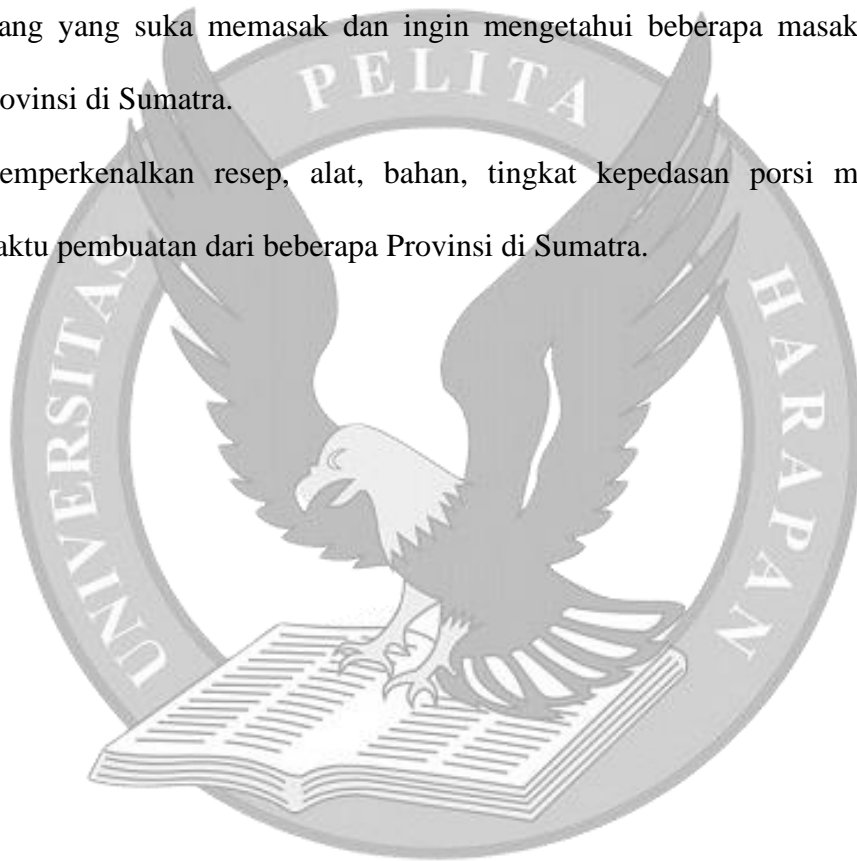 ang yang suka memasak dan ingin mengetahui beberapa masak
rovinsi di Sumatra.
emperkenalkan resep, alat, bahan, tingkat kepedasan porsi m
aktu pembuatan dari beberapa Provinsi di Sumatra.
UNIVERSITAS PELITA HARAPAN